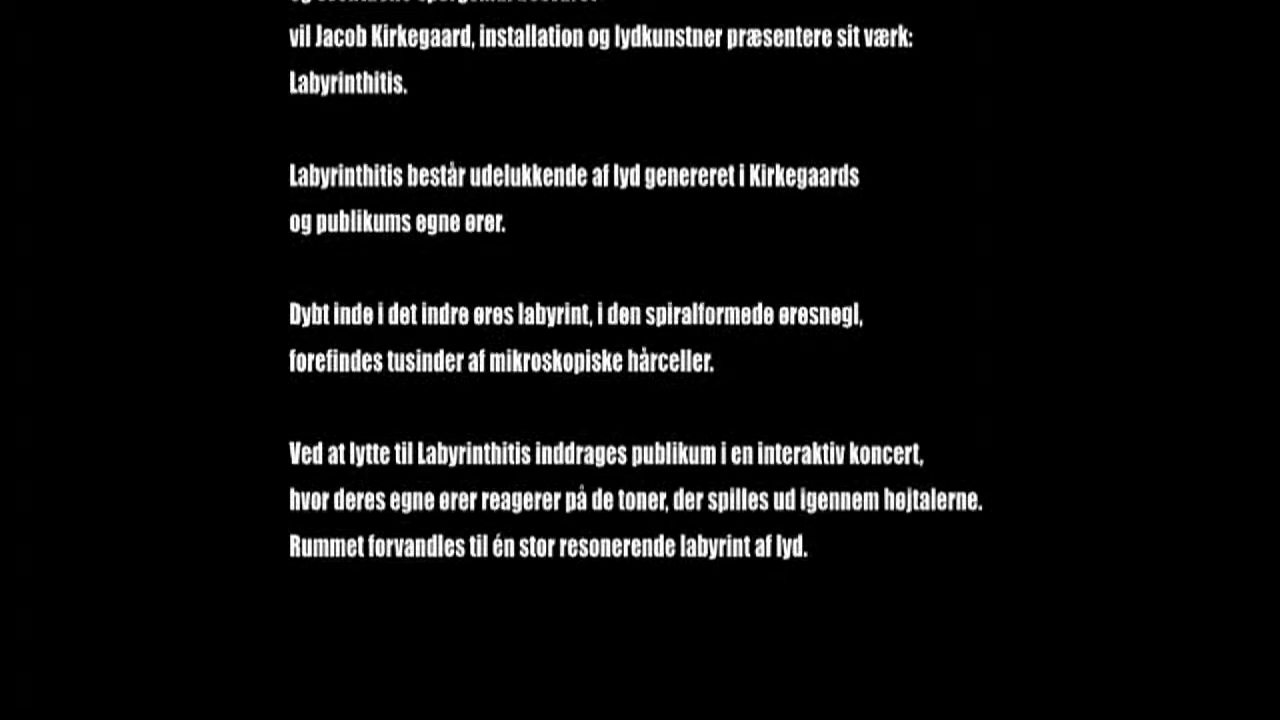 vil Jacob Kirkegaard, installation og lydkunstner præsentere sit værk:
Labyrinthitis.
Labyrinthitis består udelukkende af lyd genereret i Kirkegaards
og publikums egne ører.
Dybt inde i det indre øres labyrint, i den spiralformede øresnegl,
forefindes tusinder af mikroskopiske hårceller.
Ved at lytte til Labyrinthitis inddrages publikum i en interaktiv koncert,
hvor deres egne ører reagerer på de toner, der spilles ud igennem højtalerne.
Rummet forvandles til én stor resonerende labyrint af lyd.